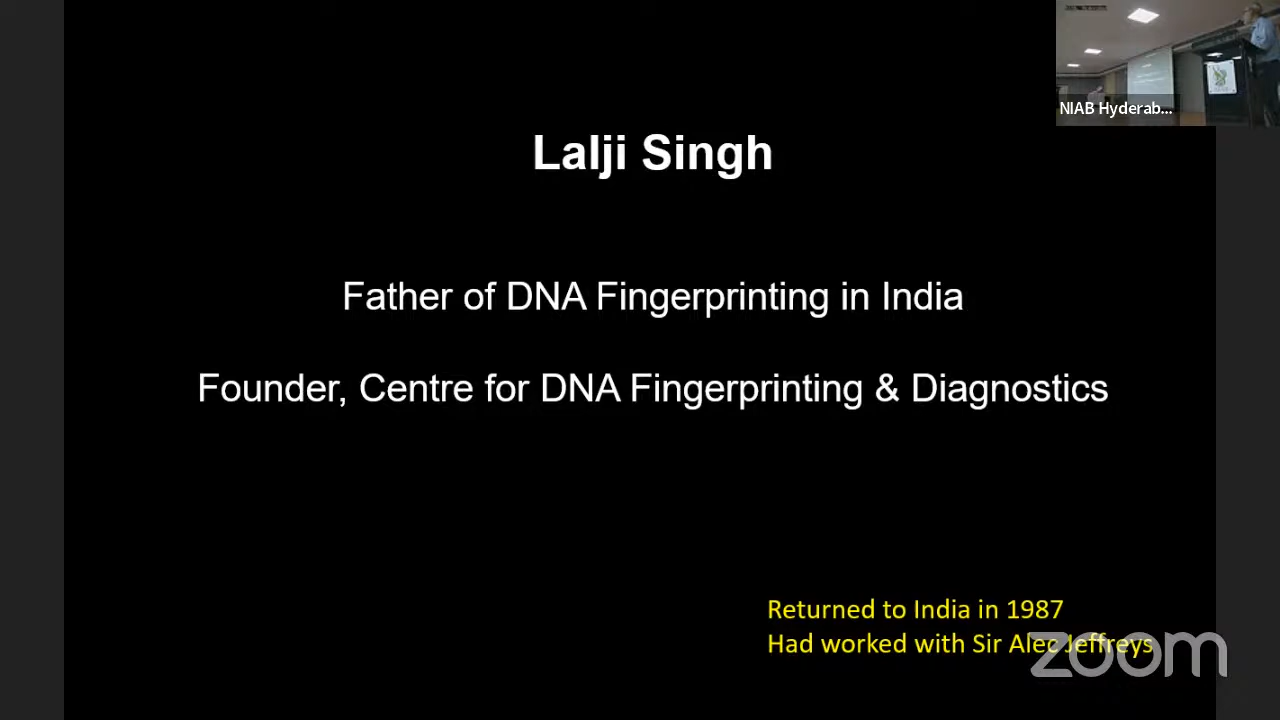 NIAB Hyderab...
Lalji Singh
Father of DNA Fingerprinting in India
Founder, Centre for DNA Fingerprinting & Diagnostics
Returned to India in 1987
Had worked with Sir Alec Jeffreys
zoom